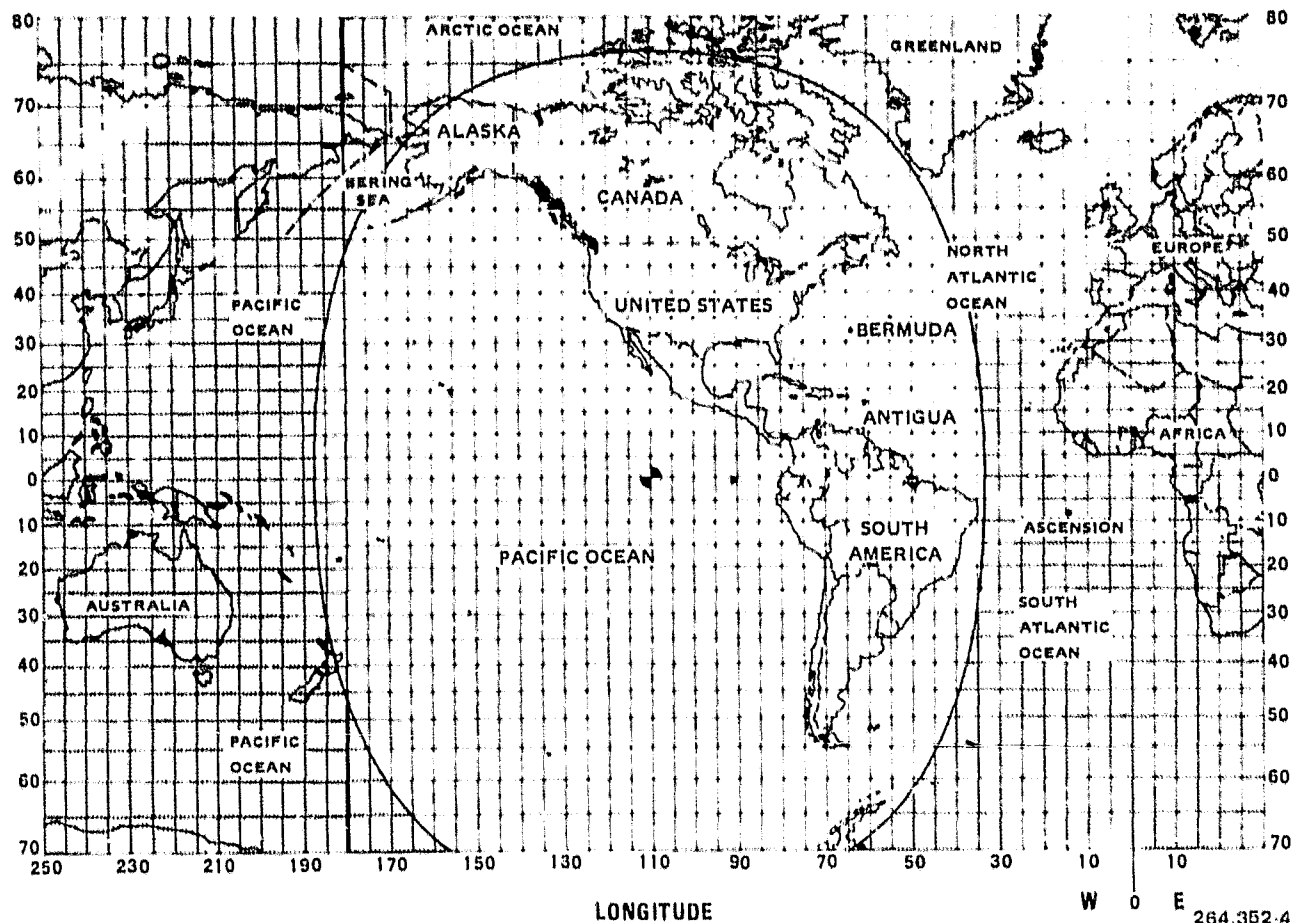 80 ARCTIC OCEAN GREENLAND 80
70 ALASKA 70
60 BERING SEA CANADA 60
50 NORTH ATLANTIC OCEAN EUROPE 50
40 PACIFIC OCEAN UNITED STATES 40
30 BERMUDA 30
20 ANTIGUA 20
10 AFRICA 10
0 0
10 PACIFIC OCEAN SOUTH AMERICA ASCENSION 10
20 20
30 AUSTRALIA SOUTH ATLANTIC OCEAN 30
40 40
50 PACIFIC OCEAN 50
60 60
70 70
250 230 210 190 170 150 130 110 90 70 50 30 10 10
LONGITUDE
W 0 E
264.352-4